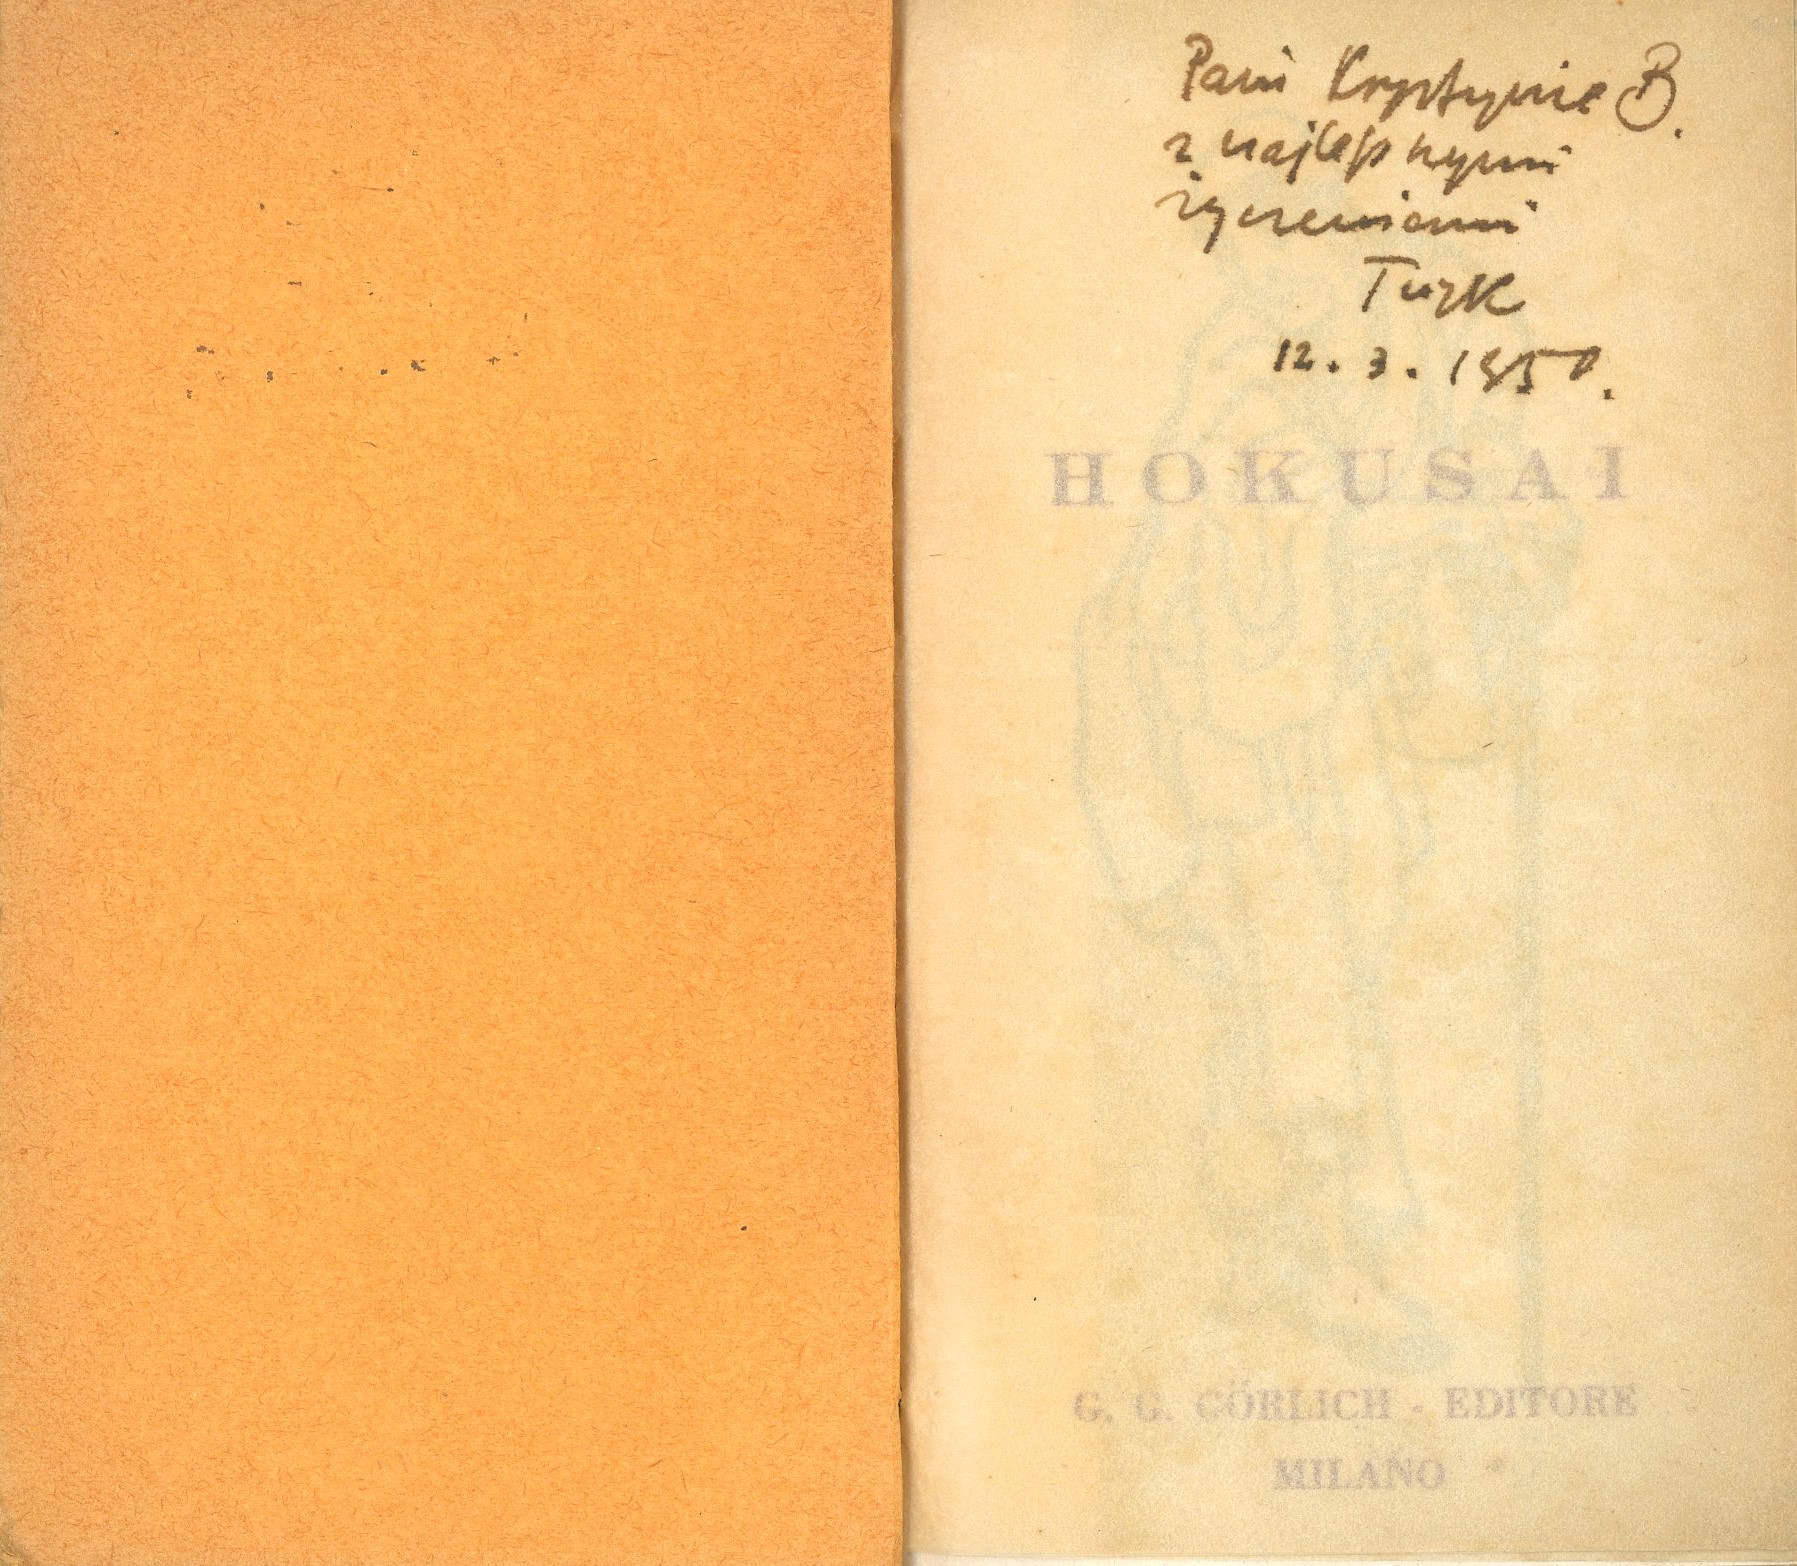 Pani Krystynie B.
z najlepszymi
życzeniami
Turk
12. 3. 1950.
HOKUSAI
G. G. GÖRLICH - EDITORE
MILANO